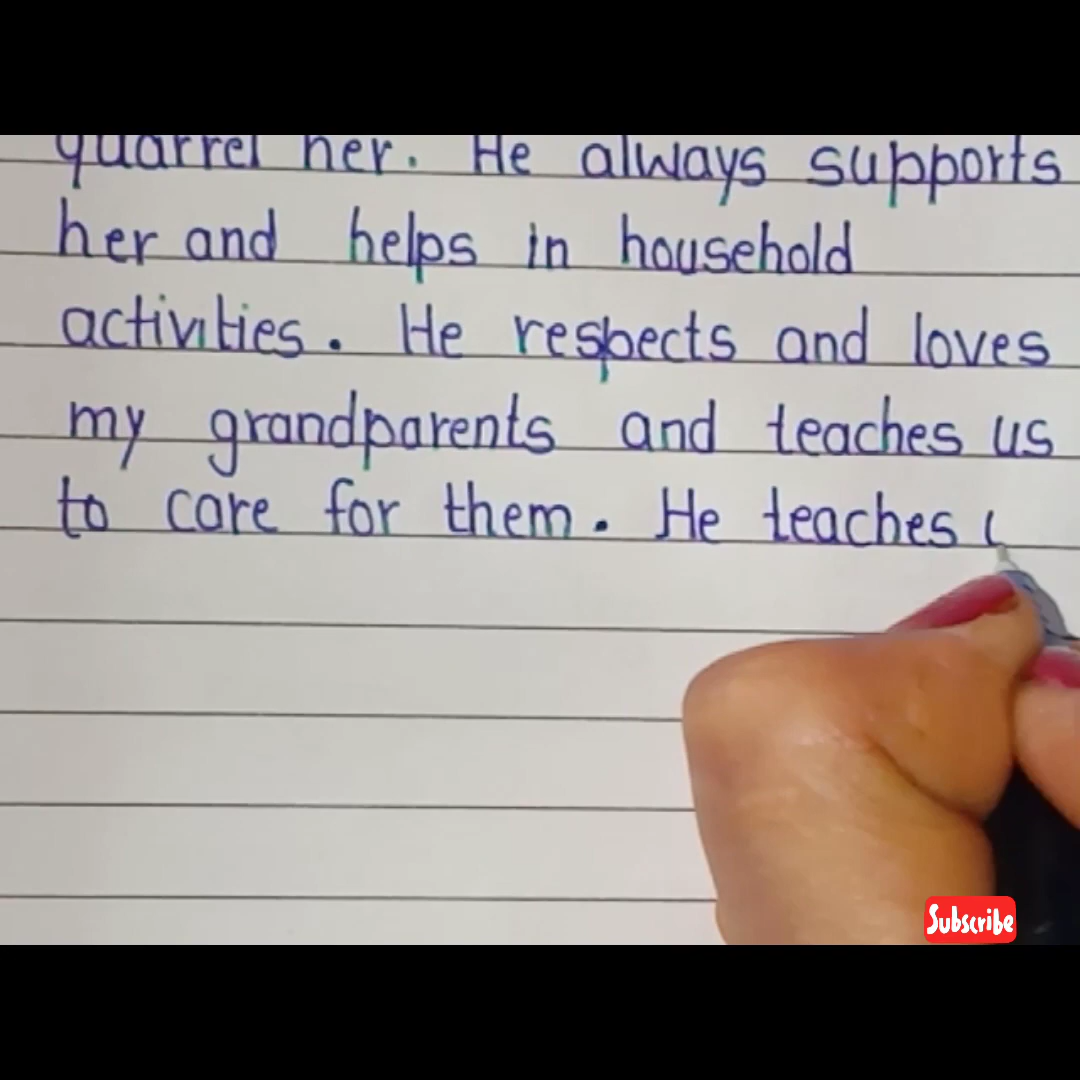 quarrel her. He always supports
her and helps in household
activities. He respects and loves
my grandparents and teaches us
to care for them. He teaches
Subscribe